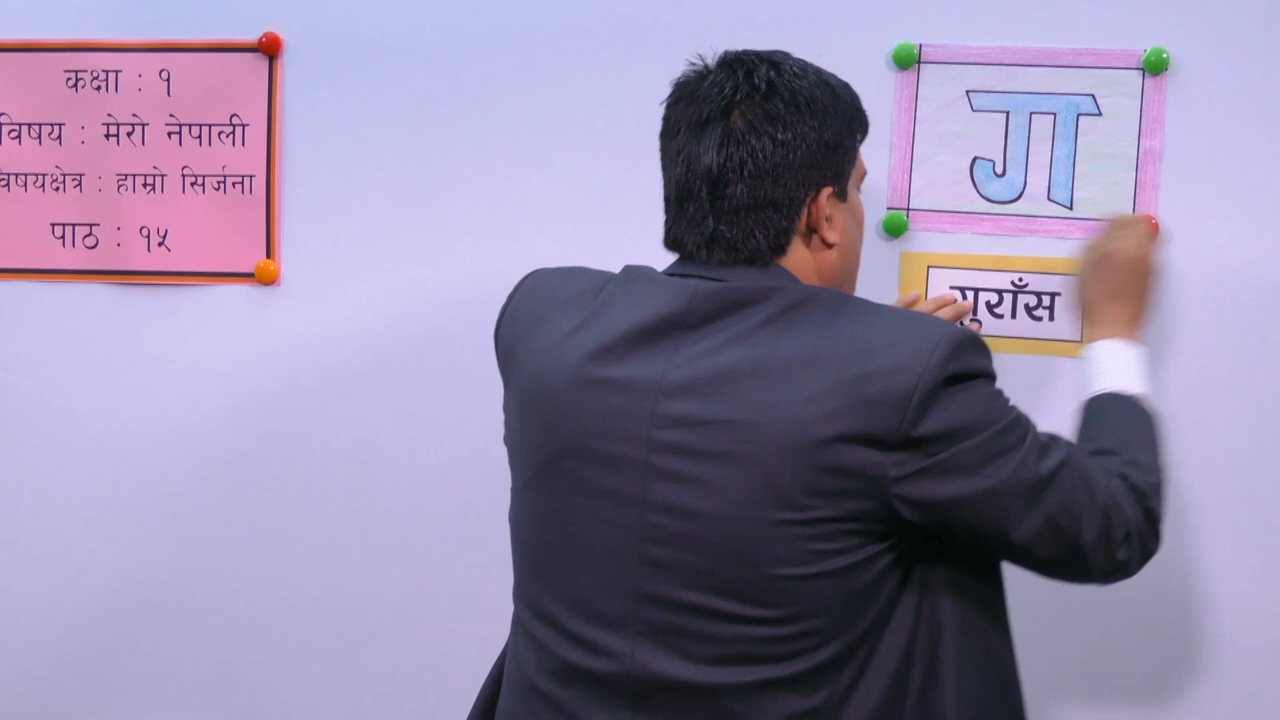 कक्षा : १
विषय : मेरो नेपाली
विषयक्षेत्र : हाम्रो सिर्जना
पाठ : १५
ग
गुराँस